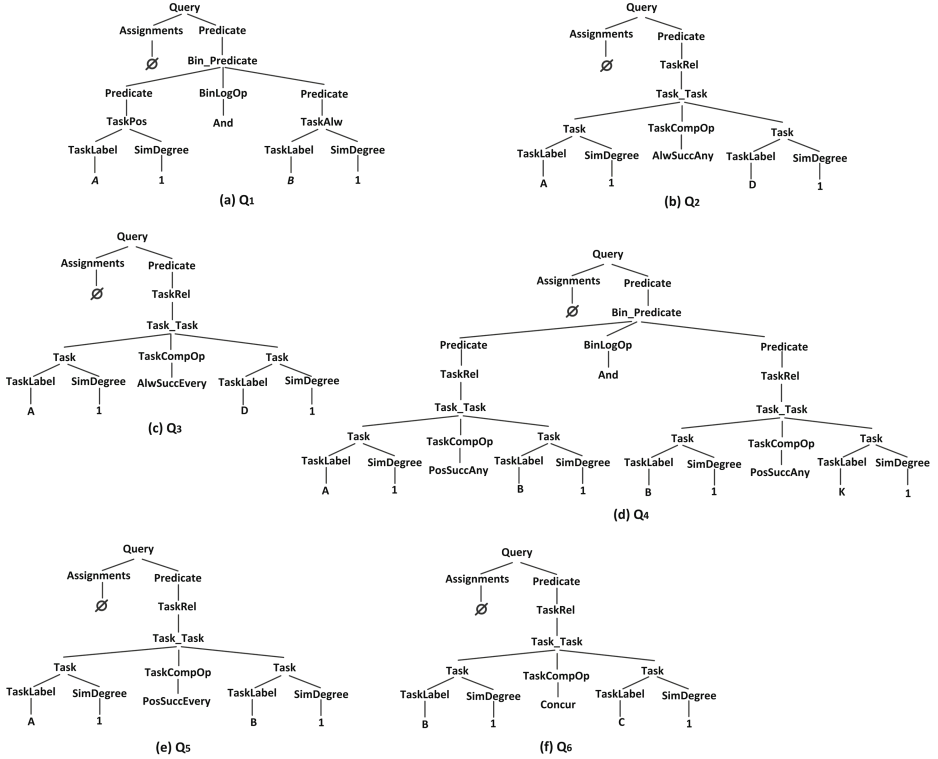 Query
Assignments Predicate
∅
Bin_Predicate
Predicate BinLogOp Predicate
TaskPos And TaskAlw
TaskLabel SimDegree TaskLabel SimDegree
A 1 B 1
(a) Q1
Query
Assignments Predicate
∅ TaskRel
Task_Task
Task TaskCompOp Task
TaskLabel SimDegree AlwSuccAny TaskLabel SimDegree
A 1 D 1
(b) Q2
Query
Assignments Predicate
∅ TaskRel
Task_Task
Task TaskCompOp Task
TaskLabel SimDegree AlwSuccEvery TaskLabel SimDegree
A 1 D 1
(c) Q3
Query
Assignments Predicate
∅ Bin_Predicate
Predicate BinLogOp Predicate
TaskRel And TaskRel
Task_Task Task_Task
Task TaskCompOp Task Task TaskCompOp Task
TaskLabel SimDegree PosSuccAny TaskLabel SimDegree TaskLabel SimDegree PosSuccAny TaskLabel SimDegree
A 1 B 1 B 1 K 1
(d) Q4
Query
Assignments Predicate
∅ TaskRel
Task_Task
Task TaskCompOp Task
TaskLabel SimDegree PosSuccEvery TaskLabel SimDegree
A 1 B 1
(e) Q5
Query
Assignments Predicate
∅ TaskRel
Task_Task
Task TaskCompOp Task
TaskLabel SimDegree Concur TaskLabel SimDegree
B 1 C 1
(f) Q6